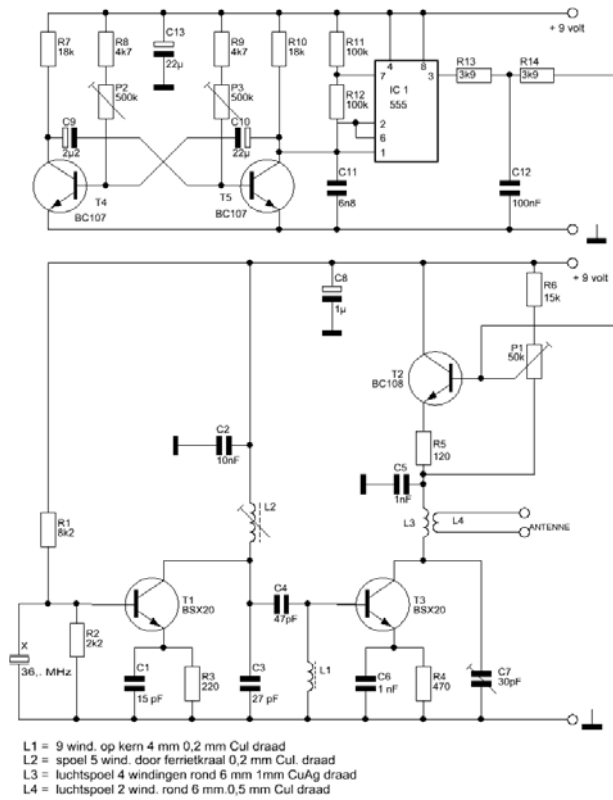 C13
+ 9 volt
R7
18k
R8
4k7
22µ
R9
4k7
R10
18k
R11
100k
4
8
R13
3k9
R14
3k9
7
3
P2
500k
P3
500k
R12
100k
IC 1
555
C9
2µ2
C10
22µ
2
6
1
T4
BC107
T5
BC107
C11
6n8
C12
100nF
+ 9 volt
C8
1µ
R6
15k
P1
50k
T2
BC108
C2
10nF
R5
120
C5
1nF
L2
L3
L4
ANTENNE
R1
8k2
T1
BSX20
C4
47pF
T3
BSX20
X
36,. MHz
R2
2k2
C1
15 pF
R3
220
C3
27 pF
L1
C6
1 nF
R4
470
C7
30pF
L1 = 9 wind. op kern 4 mm 0,2 mm Cul draad
L2 = spoel 5 wind. door ferrietkraal 0,2 mm Cul. draad
L3 = luchtspoel 4 windingen rond 6 mm 1mm CuAg draad
L4 = luchtspoel 2 wind. rond 6 mm.0,5 mm Cul draad